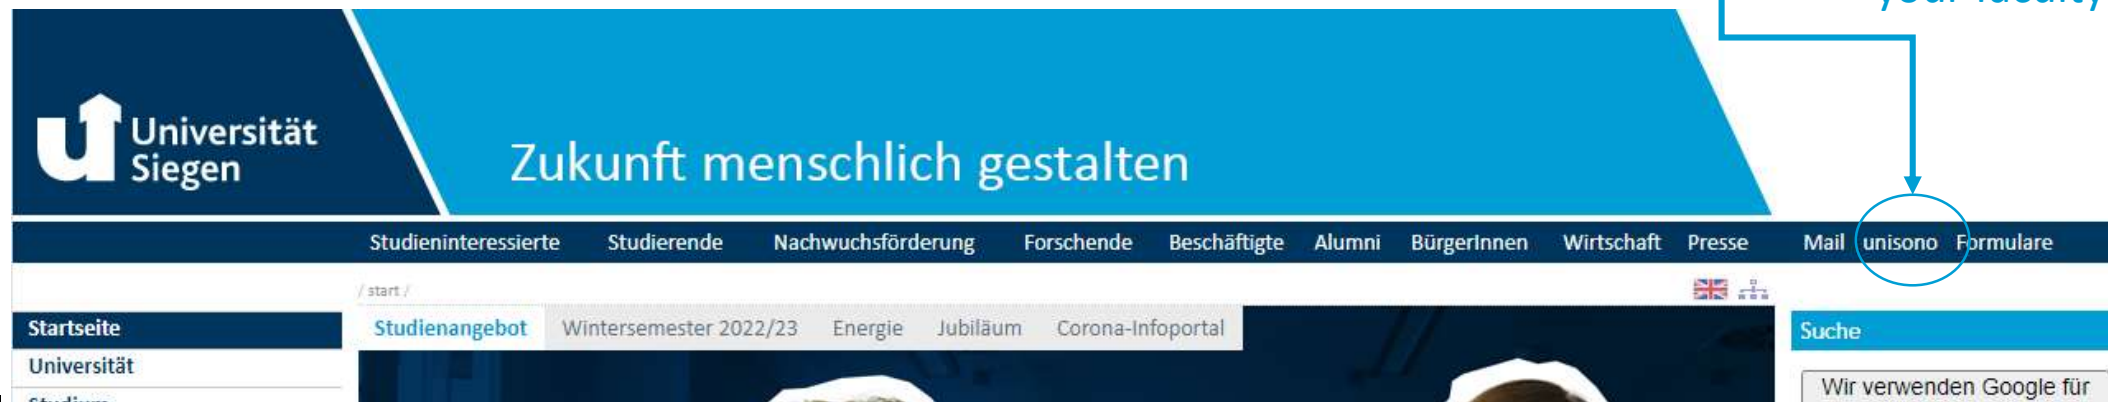 your faculty
Universität
Siegen
Zukunft menschlich gestalten
Studieninteressierte Studierende Nachwuchsförderung Forschende Beschäftigte Alumni BürgerInnen Wirtschaft Presse Mail unisono Formulare
/ start /
Studienangebot Wintersemester 2022/23 Energie Jubiläum Corona-Infoportal
Startseite
Suche
Universität
Wir verwenden Google für
Studium